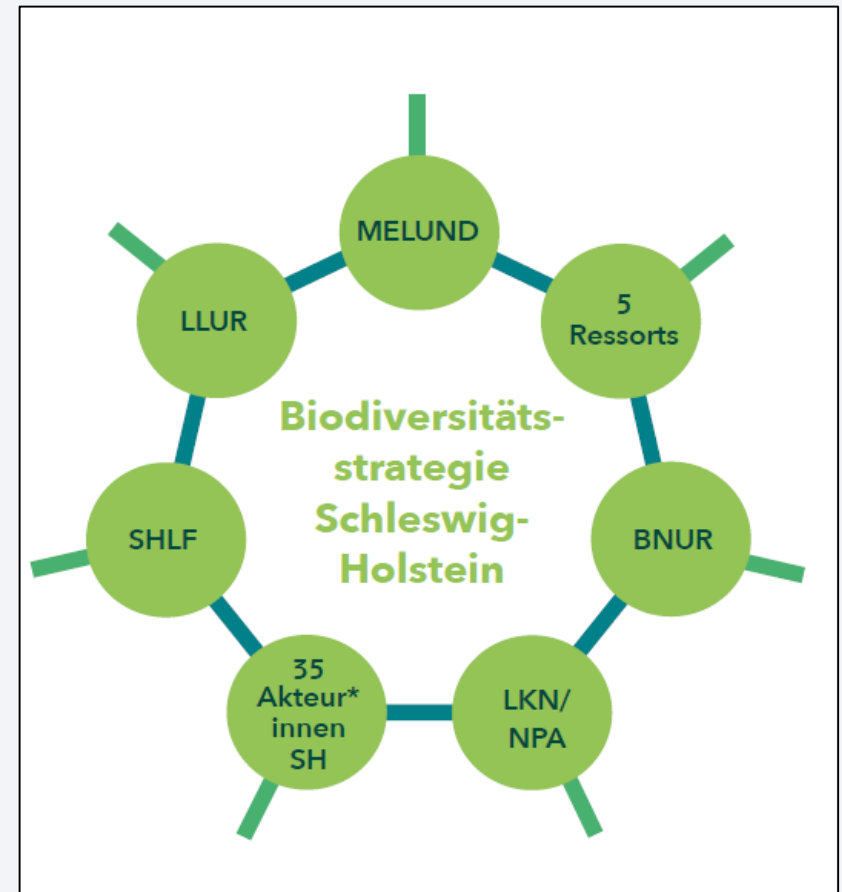 MELUND
5
Ressorts
LLUR
Biodiversitäts-
strategie
Schleswig-
Holstein
SHLF
BNUR
35
Akteur*
innen
SH
LKN/
NPA